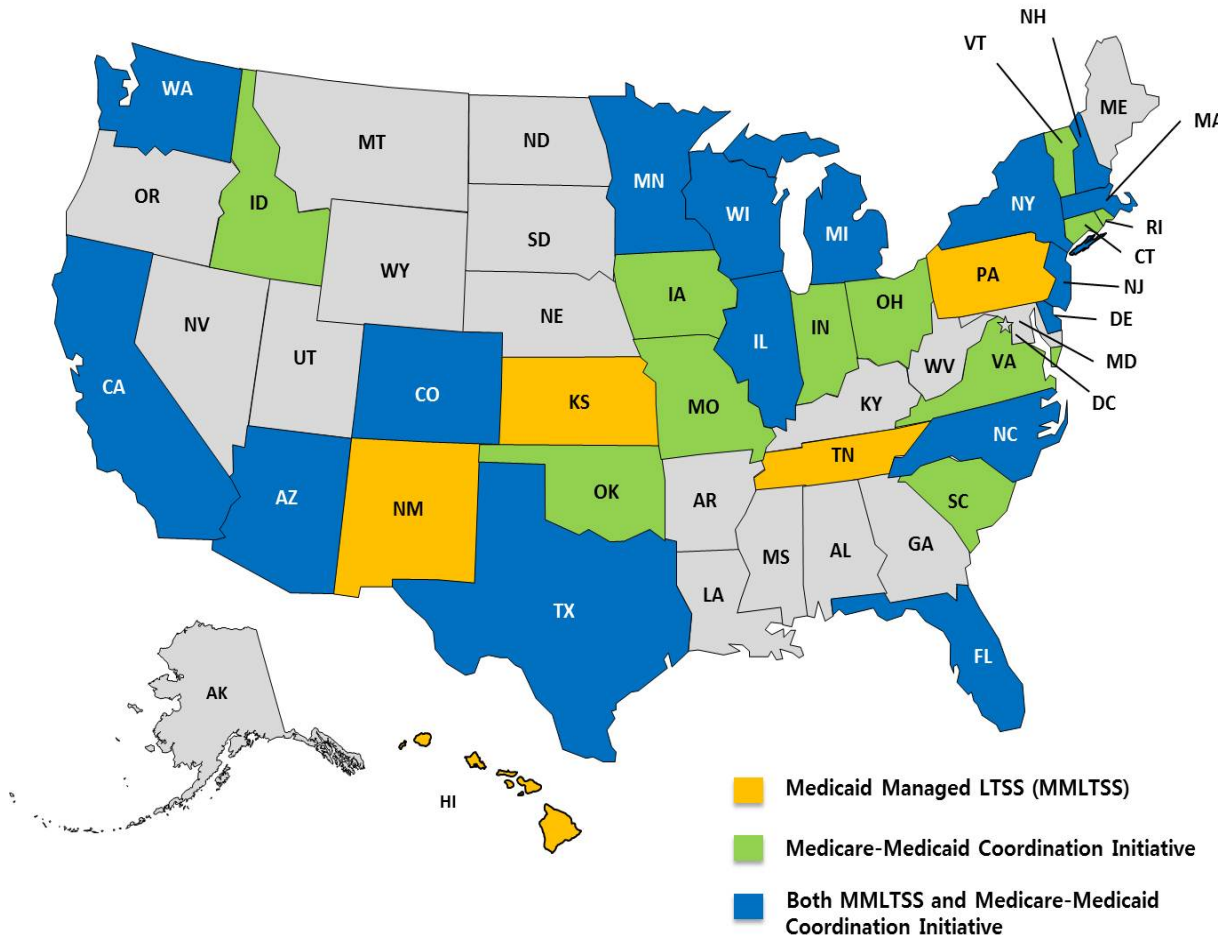 NH
VT
WA
ME
MT
ND
MA
MN
OR
ID
NY
WI
SD
MI
RI
WY
CT
PA
NJ
IA
OH
NE
NV
IN
DE
UT
IL
VA
WV
MD
CA
CO
KS
MO
KY
DC
NC
TN
OK
AZ
AR
SC
NM
GA
AL
MS
LA
TX
FL
AK
HI
Medicaid Managed LTSS (MMLTSS)
Medicare-Medicaid Coordination Initiative
Both MMLTSS and Medicare-Medicaid
Coordination Initiative